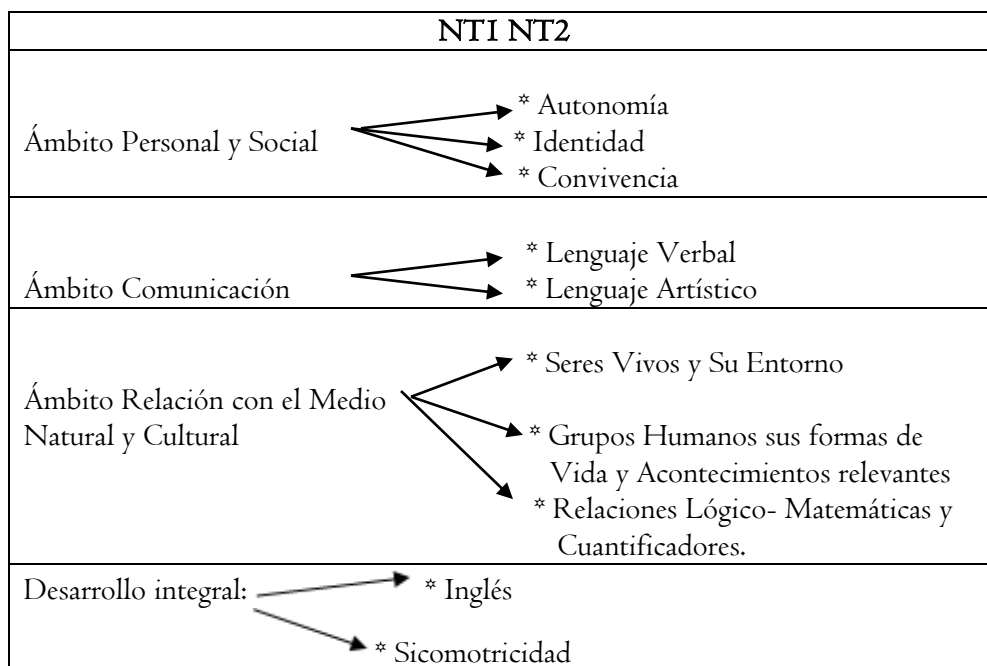 NT1 NT2
* Autonomía
Ámbito Personal y Social
* Identidad
* Convivencia
* Lenguaje Verbal
Ámbito Comunicación
* Lenguaje Artístico
* Seres Vivos y Su Entorno
Ámbito Relación con el Medio
Natural y Cultural
* Grupos Humanos sus formas de
Vida y Acontecimientos relevantes
* Relaciones Lógico- Matemáticas y
Cuantificadores.
Desarrollo integral:
* Inglés
* Sicomotricidad